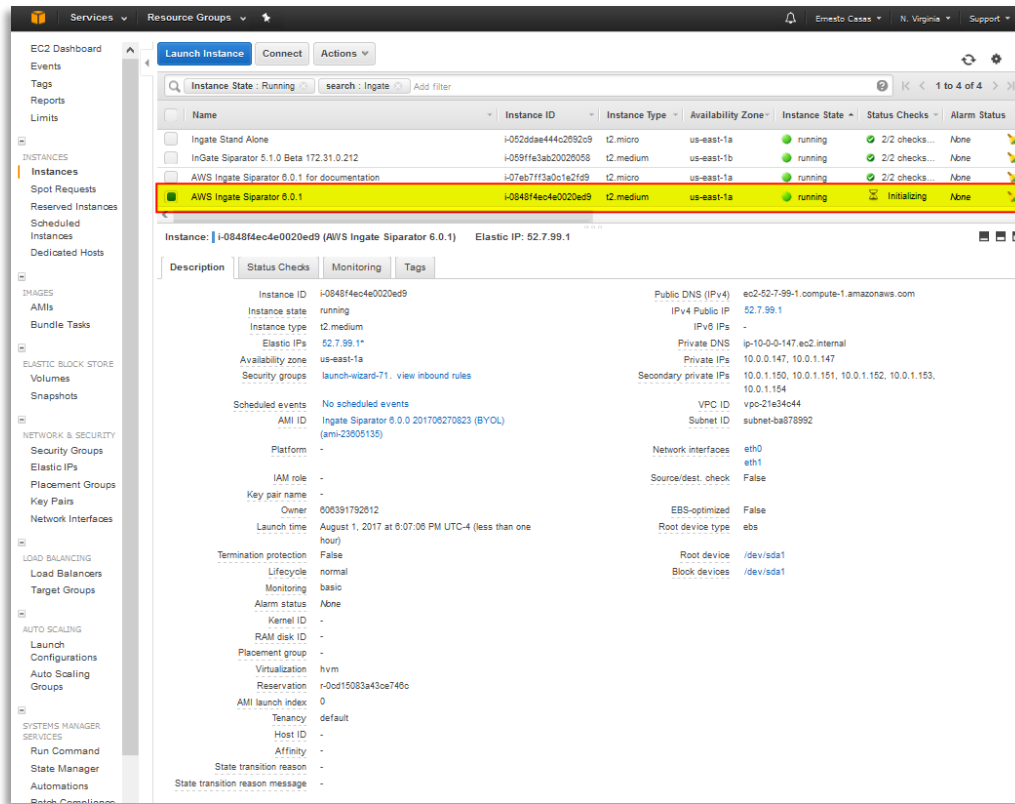 Services Resource Groups Ernesto Casas N. Virginia Support
EC2 Dashboard
Events
Tags
Reports
Limits
INSTANCES
Instances
Spot Requests
Reserved Instances
Scheduled
Instances
Dedicated Hosts
IMAGES
AMIs
Bundle Tasks
ELASTIC BLOCK STORE
Volumes
Snapshots
NETWORK & SECURITY
Security Groups
Elastic IPs
Placement Groups
Key Pairs
Network Interfaces
LOAD BALANCING
Load Balancers
Target Groups
AUTO SCALING
Launch
Configurations
Auto Scaling
Groups
SYSTEMS MANAGER
SERVICES
Run Command
State Manager
Automations
Patch Compliance
Launch Instance Connect Actions
Instance State : Running search : Ingate Add filter 1 to 4 of 4
Name Instance ID Instance Type Availability Zone Instance State Status Checks Alarm Status
Ingate Stand Alone i-052ddae444c2692c9 t2.micro us-east-1a running 2/2 checks... None
InGate Siparator 5.1.0 Beta 172.31.0.212 i-059ffe3ab20026058 t2.medium us-east-1b running 2/2 checks... None
AWS Ingate Siparator 6.0.1 for documentation i-07eb7ff3a0c1e2fd9 t2.micro us-east-1a running 2/2 checks... None
AWS Ingate Siparator 6.0.1 i-0848f4ec4e0020ed9 t2.medium us-east-1a running Initializing None
Instance: i-0848f4ec4e0020ed9 (AWS Ingate Siparator 6.0.1) Elastic IP: 52.7.99.1
Description Status Checks Monitoring Tags
Instance ID i-0848f4ec4e0020ed9 Public DNS (IPv4) ec2-52-7-99-1.compute-1.amazonaws.com
Instance state running IPv4 Public IP 52.7.99.1
Instance type t2.medium IPv6 IPs -
Elastic IPs 52.7.99.1* Private DNS ip-10-0-0-147.ec2.internal
Availability zone us-east-1a Private IPs 10.0.0.147, 10.0.1.147
Security groups launch-wizard-71. view inbound rules Secondary private IPs 10.0.1.150, 10.0.1.151, 10.0.1.152, 10.0.1.153,
10.0.1.154
Scheduled events No scheduled events VPC ID vpc-21e34c44
AMI ID Ingate Siparator 6.0.0 201706270823 (BYOL) Subnet ID subnet-ba878992
(ami-23605135)
Platform - Network interfaces eth0
eth1
IAM role - Source/dest. check False
Key pair name -
Owner 606391792612 EBS-optimized False
Launch time August 1, 2017 at 6:07:06 PM UTC-4 (less than one Root device type ebs
hour)
Termination protection False Root device /dev/sda1
Lifecycle normal Block devices /dev/sda1
Monitoring basic
Alarm status None
Kernel ID -
RAM disk ID -
Placement group -
Virtualization hvm
Reservation r-0cd15083a43ce746c
AMI launch index 0
Tenancy default
Host ID -
Affinity -
State transition reason -
State transition reason message -